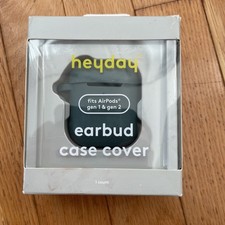 heyday
fits AirPods®
gen 1 & gen 2
earbud
case cover